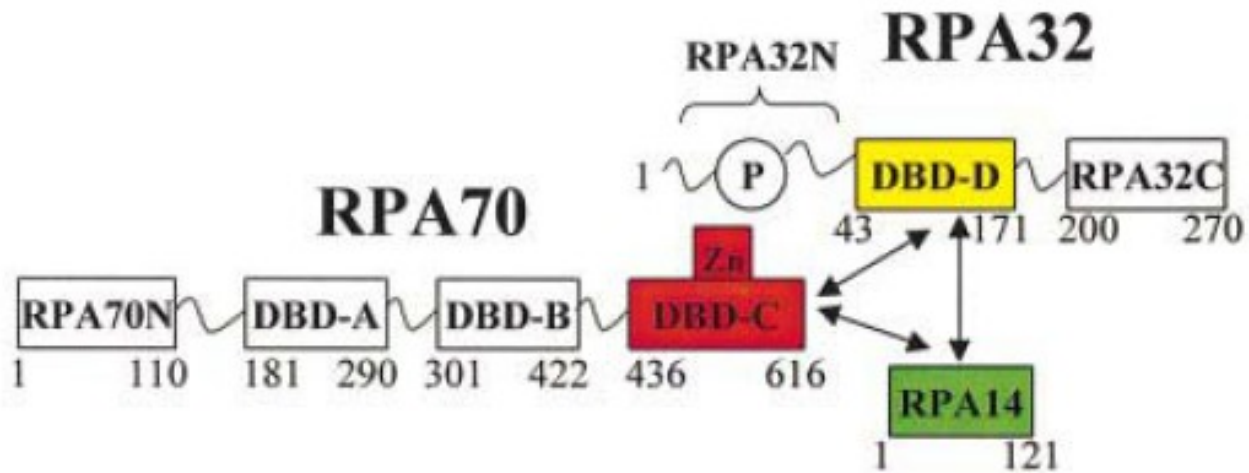 RPA32
RPA32N
1 P DBD-D RPA32C
43 171 200 270
RPA70
Zn
RPA70N DBD-A DBD-B DBD-C
1 110 181 290 301 422 436 616
RPA14
1 121